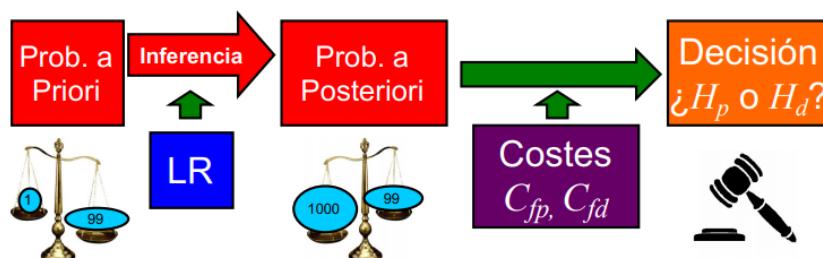 Prob. a
Priori
Inferencia
Prob. a
Posteriori
Decisión
¿Hp o Hd?
LR
Costes
Cfp, Cfd
1
99
1000
99